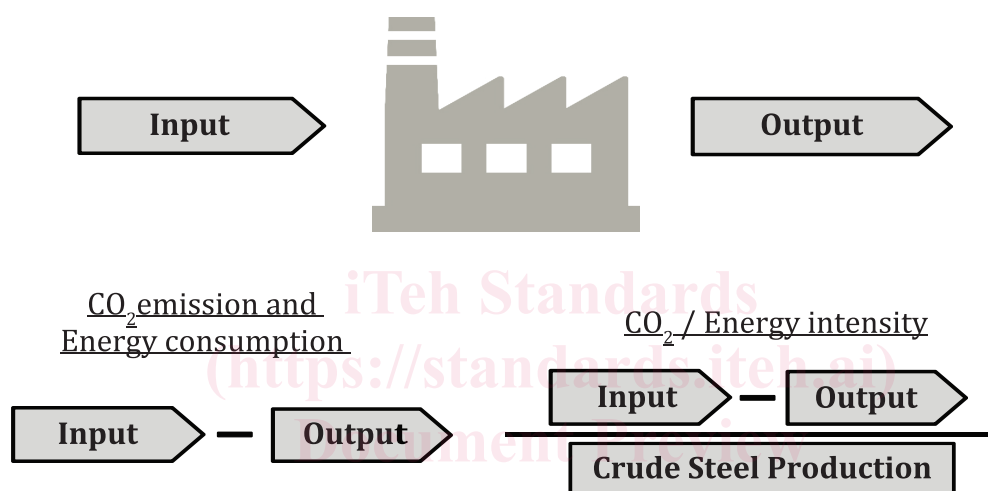 Input
Output
CO2 emission and
Energy consumption
Input – Output
CO2 / Energy intensity
Input – Output
Crude Steel Production
iTeh Standards
(https://standards.iteh.ai)
Document Preview